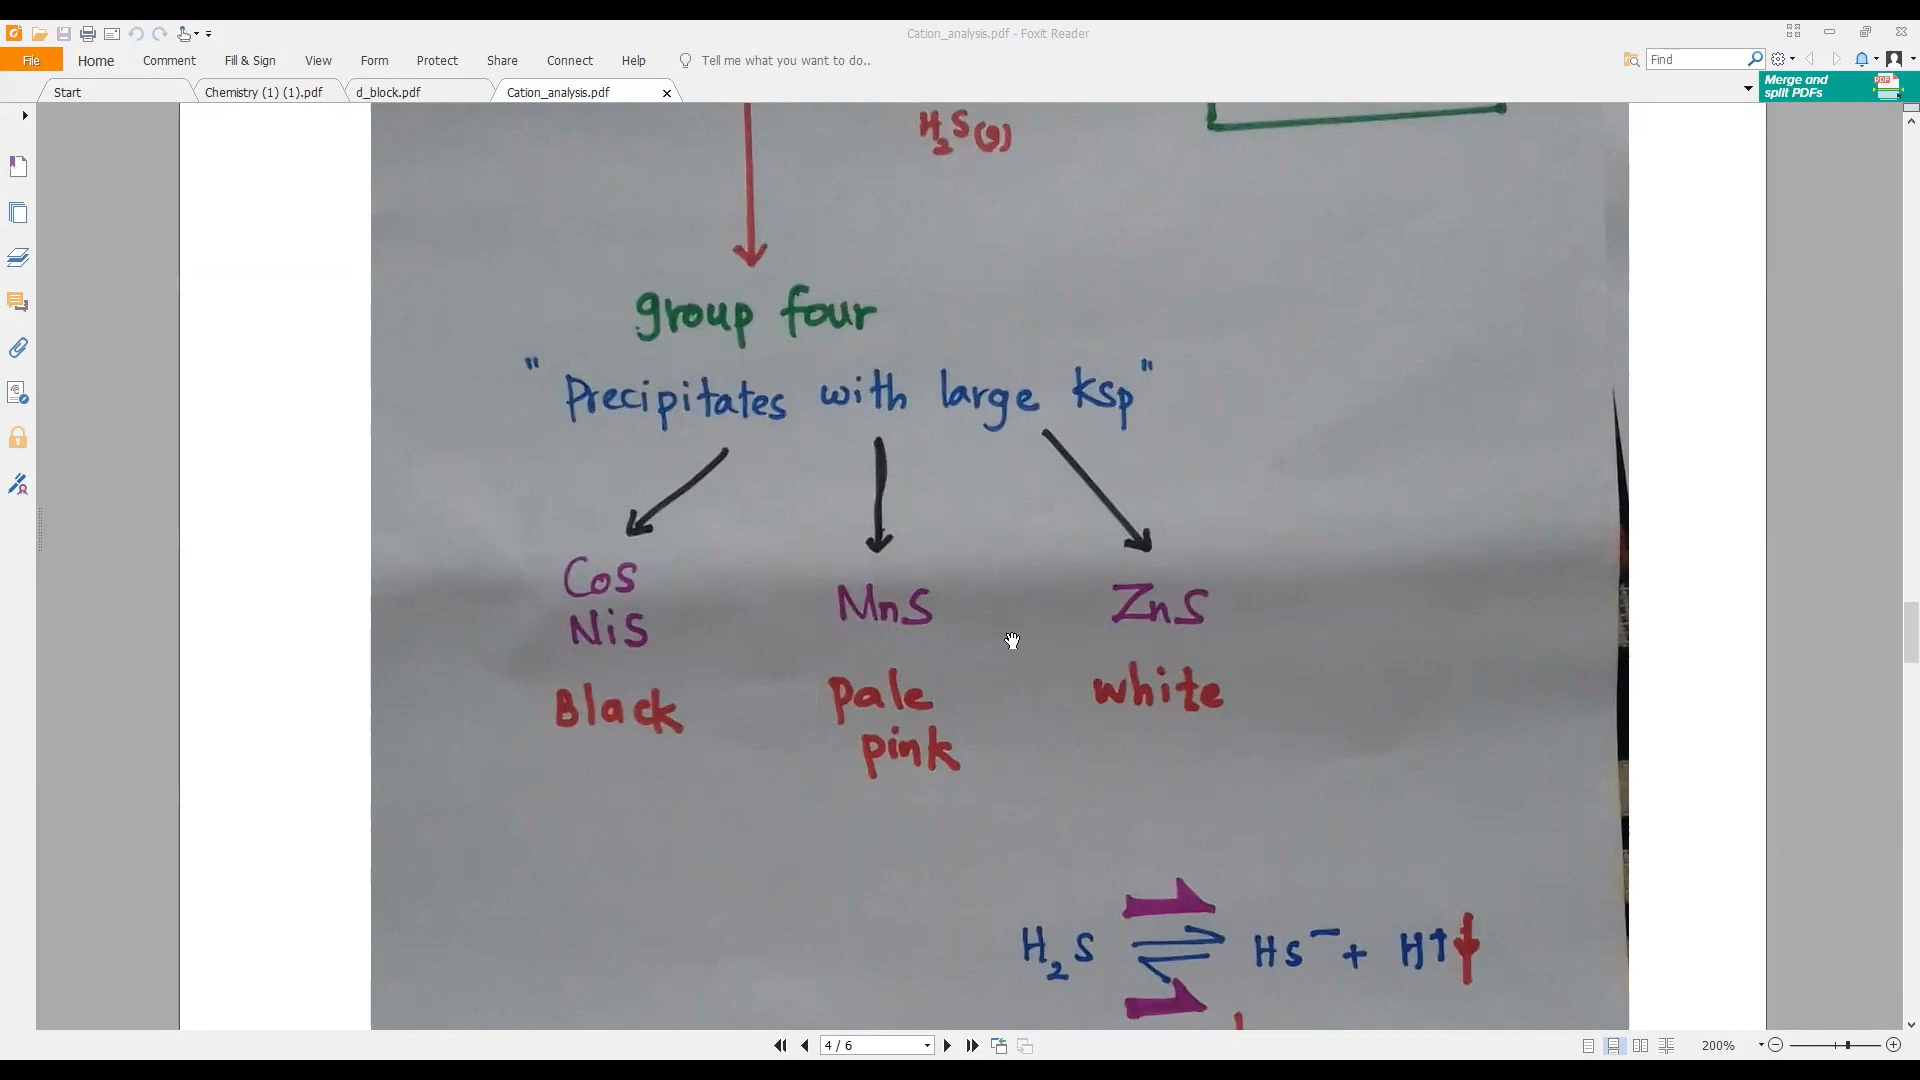 Cation_analysis.pdf - Foxit Reader
File Home Comment Fill & Sign View Form Protect Share Connect Help Tell me what you want to do.. Find
Start Chemistry (1) (1).pdf d_block.pdf Cation_analysis.pdf
Merge and
split PDFs
H₂S(g)
group four
"Precipitates with large Ksp"
CoS
NiS
MnS
ZnS
Black
pale
pink
white
H₂S ⇌ HS⁻ + H⁺ ↓
4 / 6
200%